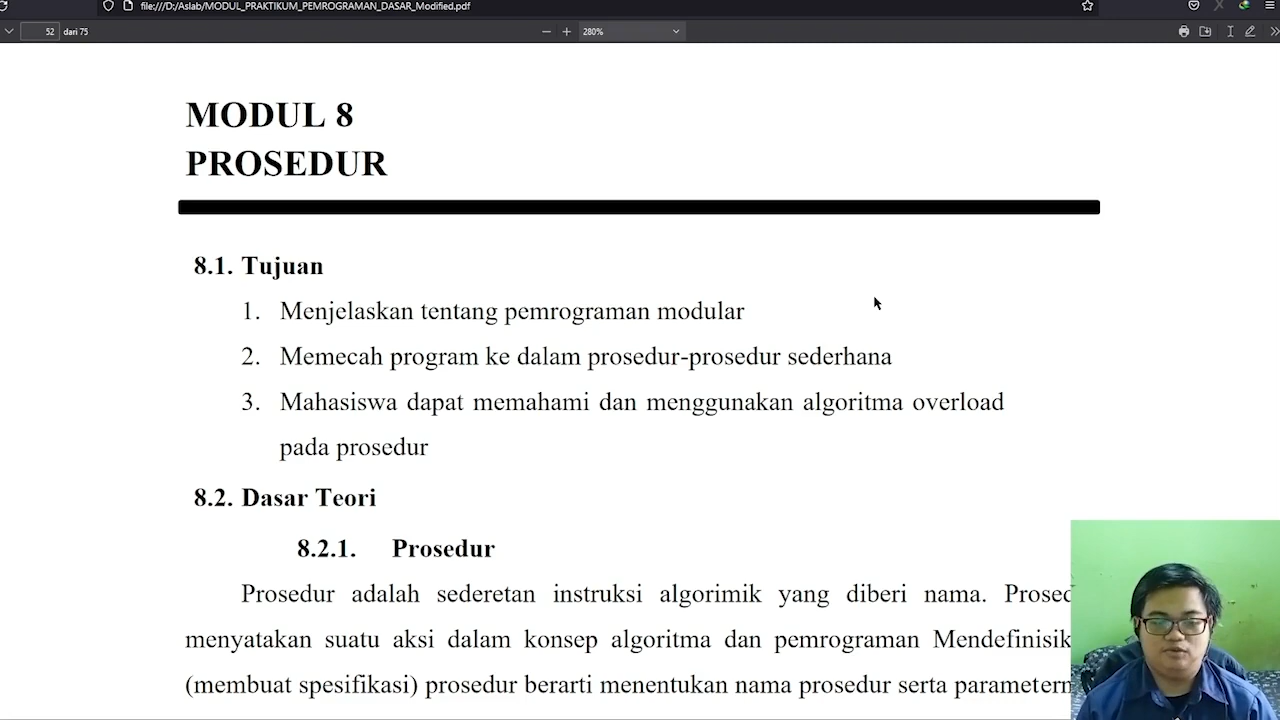 file:///D:/Aslab/MODUL_PRAKTIKUM_PEMROGRAMAN_DASAR_Modified.pdf
52 dari 75
280%
MODUL 8
PROSEDUR
8.1. Tujuan
1. Menjelaskan tentang pemrograman modular
2. Memecah program ke dalam prosedur-prosedur sederhana
3. Mahasiswa dapat memahami dan menggunakan algoritma overload
pada prosedur
8.2. Dasar Teori
8.2.1. Prosedur
Prosedur adalah sederetan instruksi algorimik yang diberi nama. Prosed
menyatakan suatu aksi dalam konsep algoritma dan pemrograman Mendefinisik
(membuat spesifikasi) prosedur berarti menentukan nama prosedur serta parametern